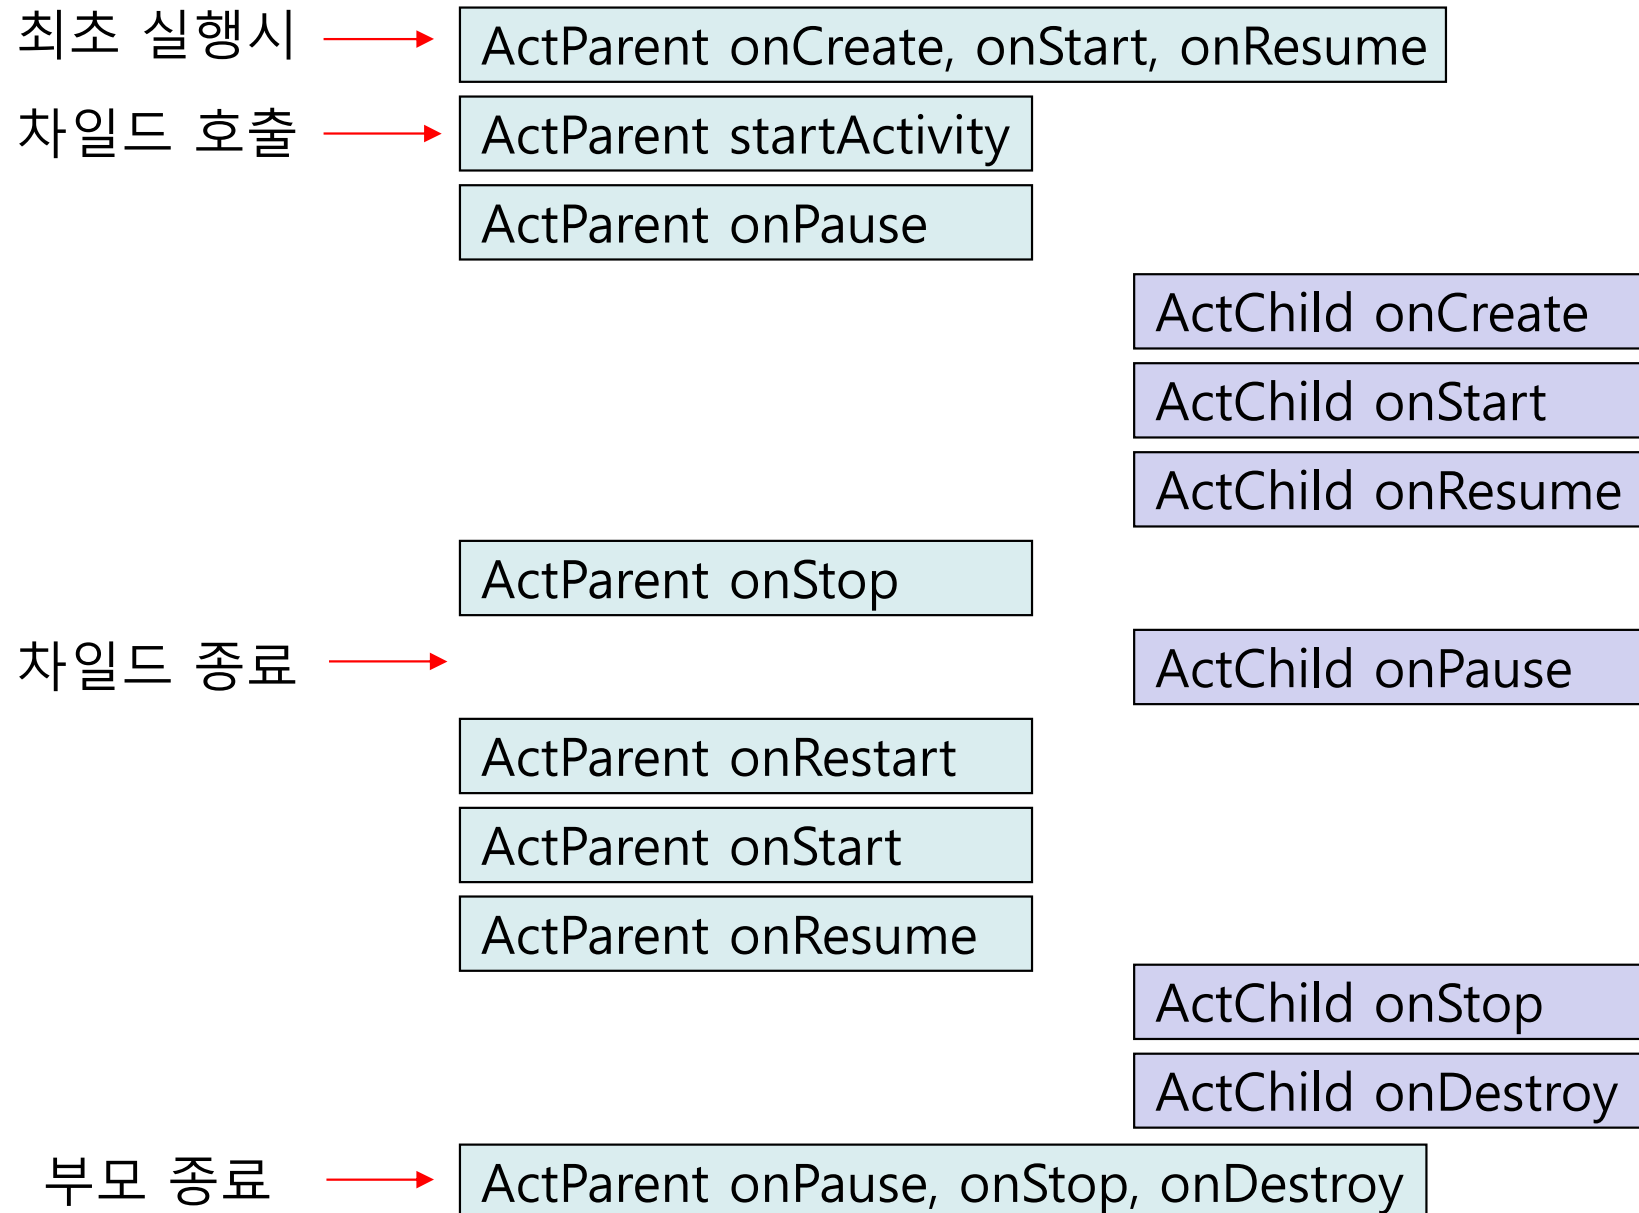 최초 실행시 ActParent onCreate, onStart, onResume
차일드 호출 ActParent startActivity
ActParent onPause
ActChild onCreate
ActChild onStart
ActChild onResume
ActParent onStop
차일드 종료 ActChild onPause
ActParent onRestart
ActParent onStart
ActParent onResume
ActChild onStop
ActChild onDestroy
부모 종료 ActParent onPause, onStop, onDestroy